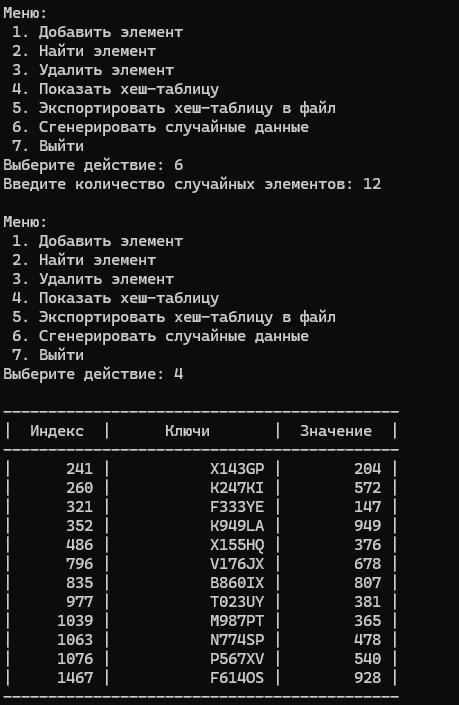 Меню:
1. Добавить элемент
2. Найти элемент
3. Удалить элемент
4. Показать хеш-таблицу
5. Экспортировать хеш-таблицу в файл
6. Сгенерировать случайные данные
7. Выйти
Выберите действие: 6
Введите количество случайных элементов: 12
Меню:
1. Добавить элемент
2. Найти элемент
3. Удалить элемент
4. Показать хеш-таблицу
5. Экспортировать хеш-таблицу в файл
6. Сгенерировать случайные данные
7. Выйти
Выберите действие: 4
| Индекс | Ключи | Значение |
| 241 | X143GP | 204 |
| 260 | K247KI | 572 |
| 321 | F333YE | 147 |
| 352 | K949LA | 949 |
| 486 | X155HQ | 376 |
| 796 | V176JX | 678 |
| 835 | B860IX | 807 |
| 977 | T023UY | 381 |
| 1039 | M987PT | 365 |
| 1063 | N774SP | 478 |
| 1076 | P567XV | 540 |
| 1467 | F614OS | 928 |